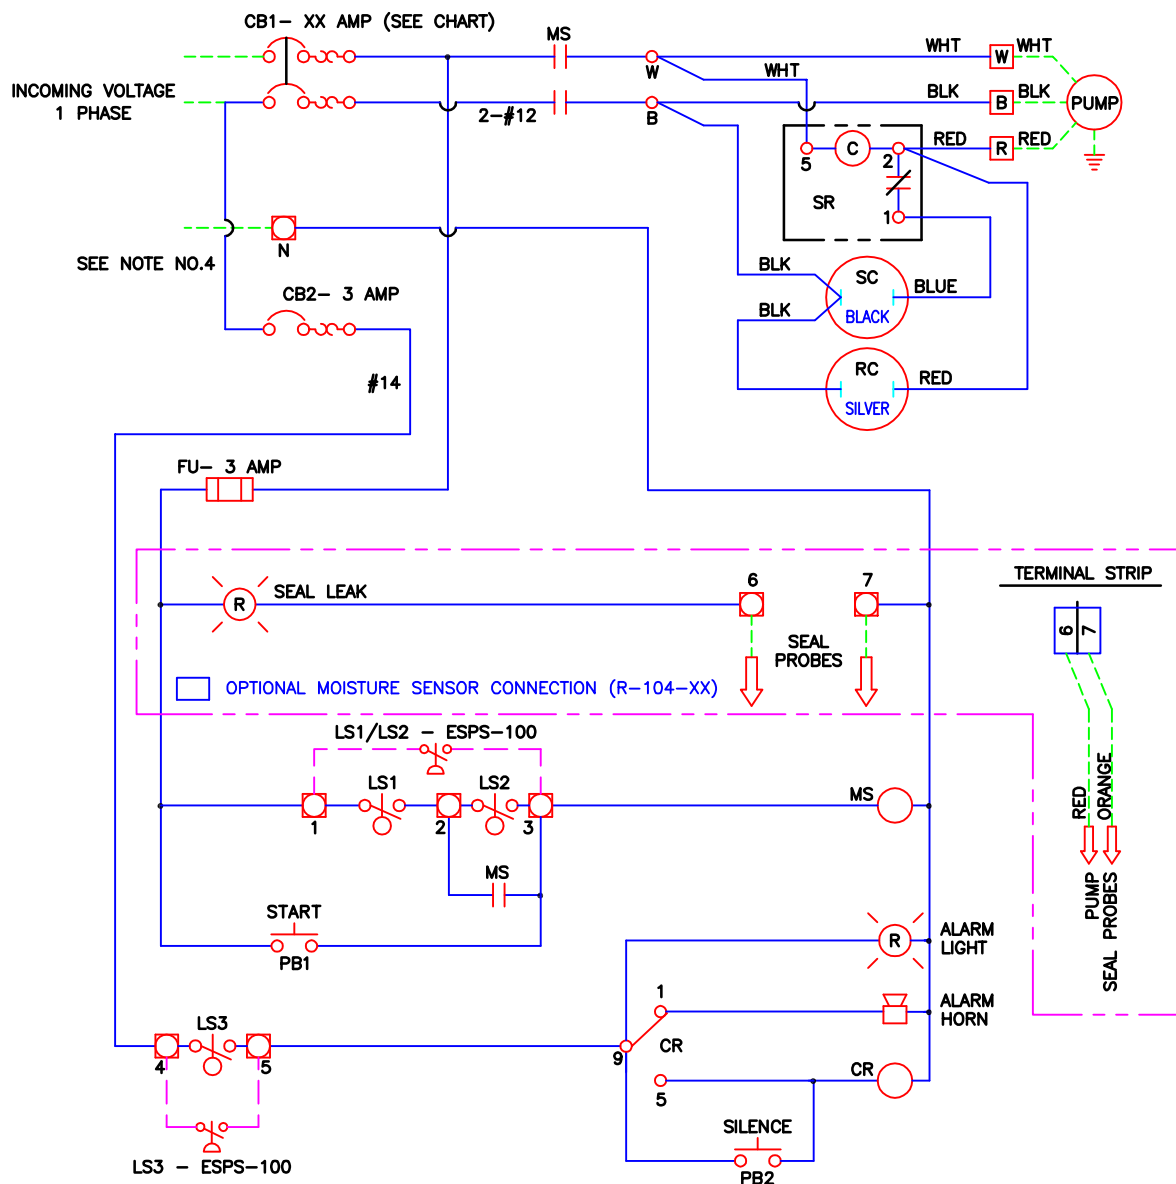 CB1- XX AMP (SEE CHART)
INCOMING VOLTAGE
1 PHASE
MS
2-#12
W
B
WHT
WHT
W
WHT
BLK
B
BLK
RED
R
RED
PUMP
5
C
2
SR
1
SEE NOTE NO.4
N
CB2- 3 AMP
#14
BLK
SC
BLUE
BLACK
BLK
RC
RED
SILVER
FU- 3 AMP
R
SEAL LEAK
6
7
SEAL
PROBES
OPTIONAL MOISTURE SENSOR CONNECTION (R-104-XX)
TERMINAL STRIP
6
7
RED
ORANGE
PUMP
SEAL PROBES
LS1/LS2 - ESPS-100
LS1
LS2
1
2
3
MS
MS
START
PB1
R
ALARM
LIGHT
1
ALARM
HORN
LS3
4
5
9
CR
5
CR
SILENCE
PB2
LS3 - ESPS-100